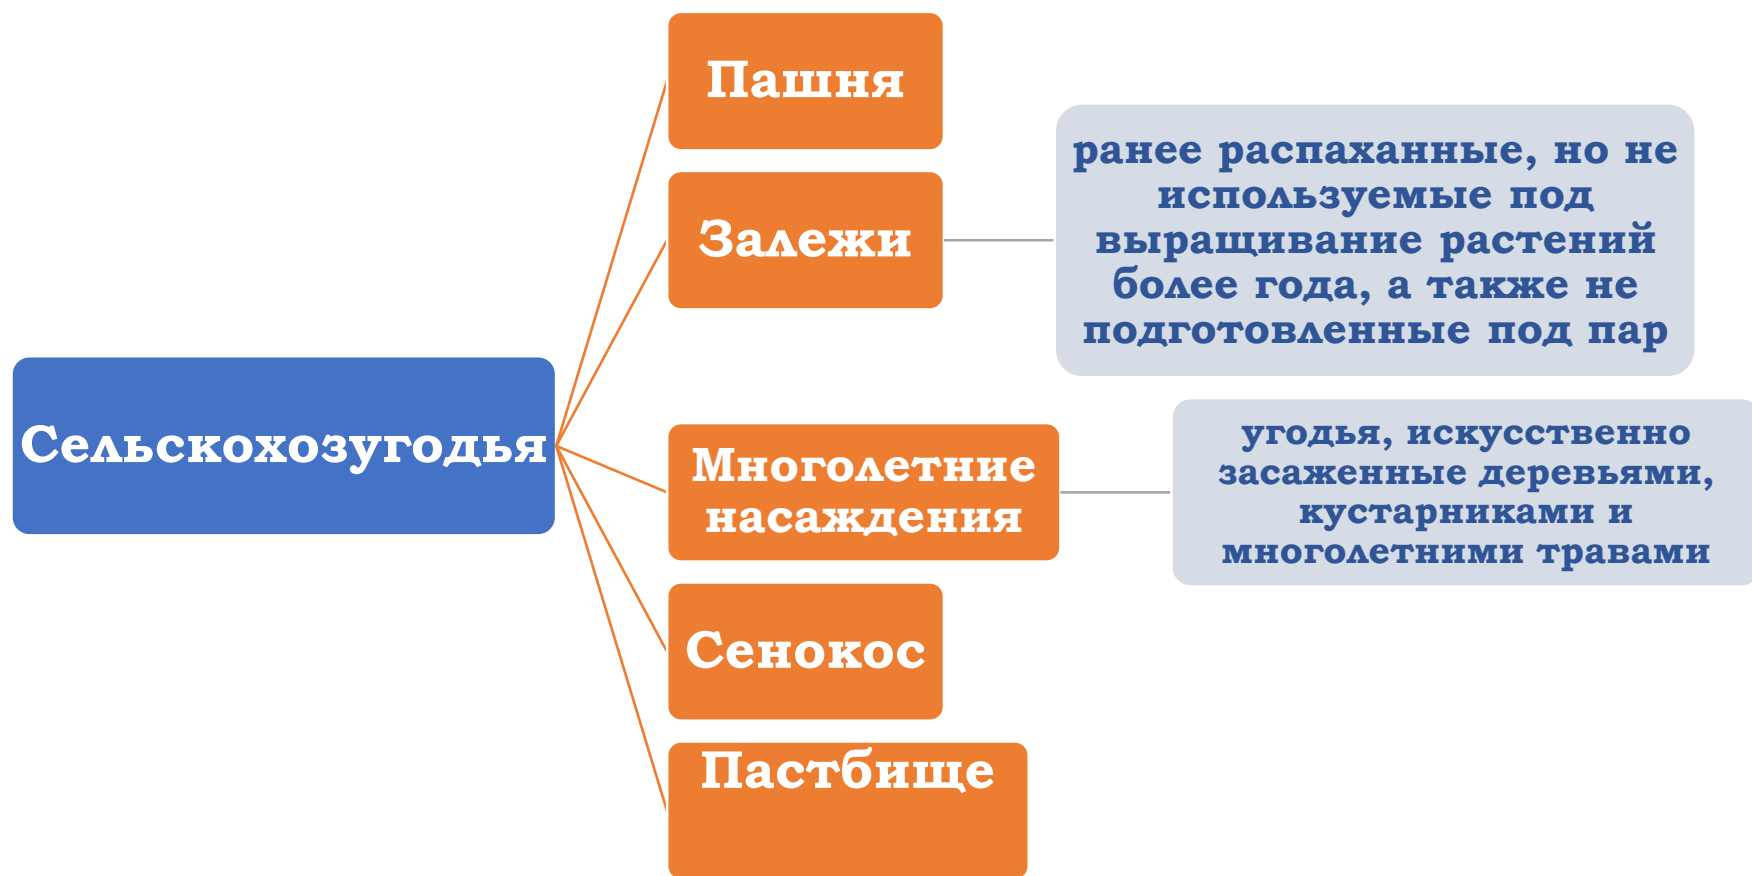 Пашня
Залежи
ранее распаханные, но не
используемые под
выращивание растений
более года, а также не
подготовленные под пар
Сельскохозугодья
Многолетние
насаждения
угодья, искусственно
засаженные деревьями,
кустарниками и
многолетними травами
Сенокос
Пастбище